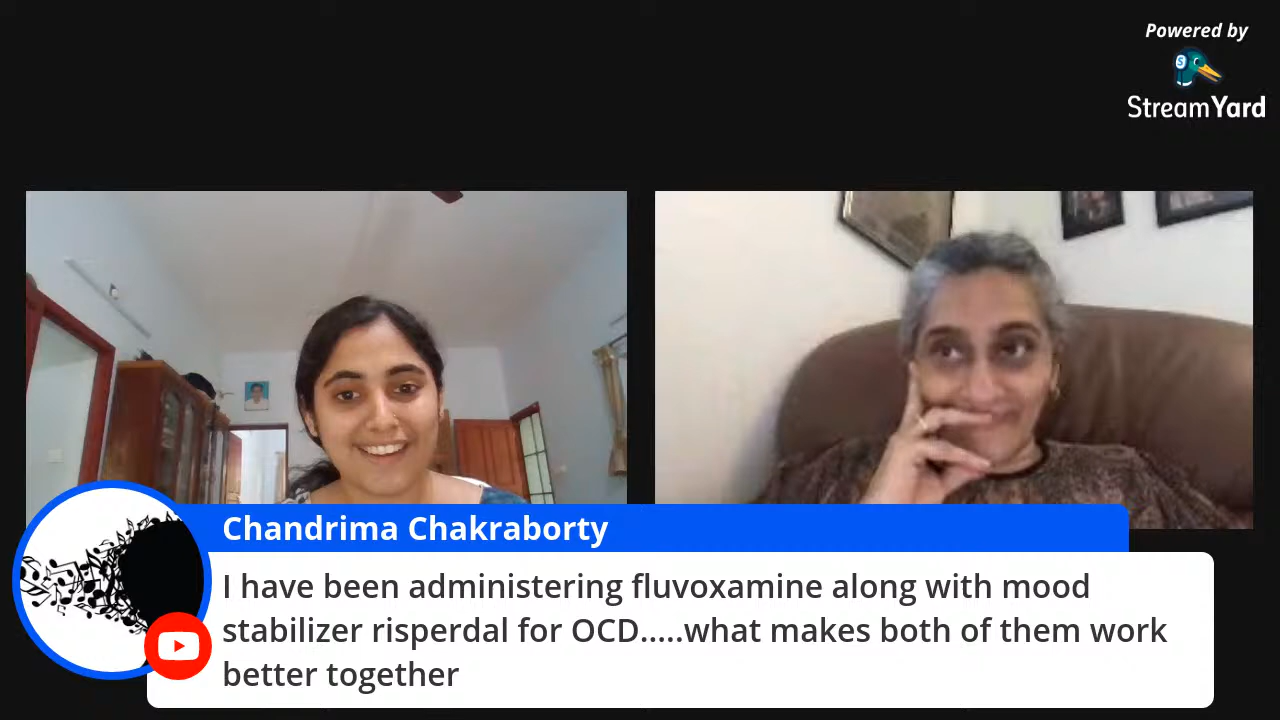 Powered by
StreamYard
Chandrima Chakraborty
I have been administering fluvoxamine along with mood
stabilizer risperdal for OCD.....what makes both of them work
better together